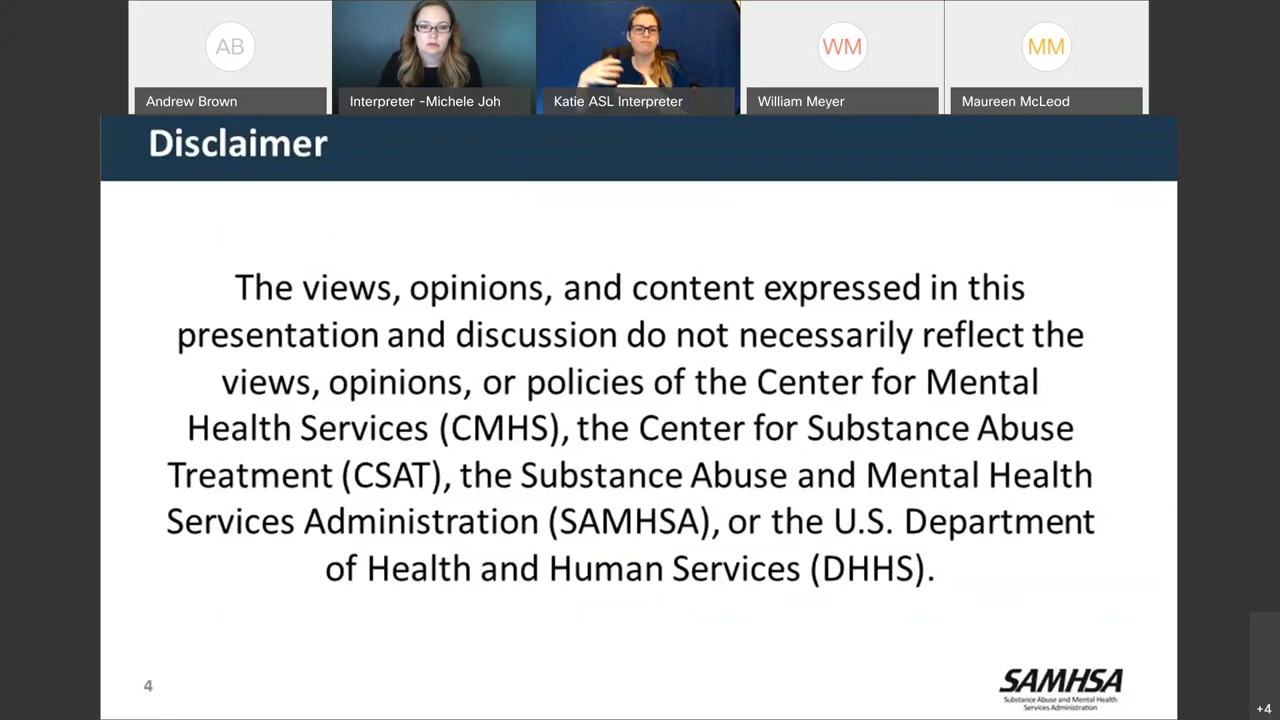 AB
WM
MM
Andrew Brown
Interpreter -Michele Joh
Katie ASL Interpreter
William Meyer
Maureen McLeod
Disclaimer
The views, opinions, and content expressed in this
presentation and discussion do not necessarily reflect the
views, opinions, or policies of the Center for Mental
Health Services (CMHS), the Center for Substance Abuse
Treatment (CSAT), the Substance Abuse and Mental Health
Services Administration (SAMHSA), or the U.S. Department
of Health and Human Services (DHHS).
4
SAMHSA
Substance Abuse and Mental Health
Services Administration
+4